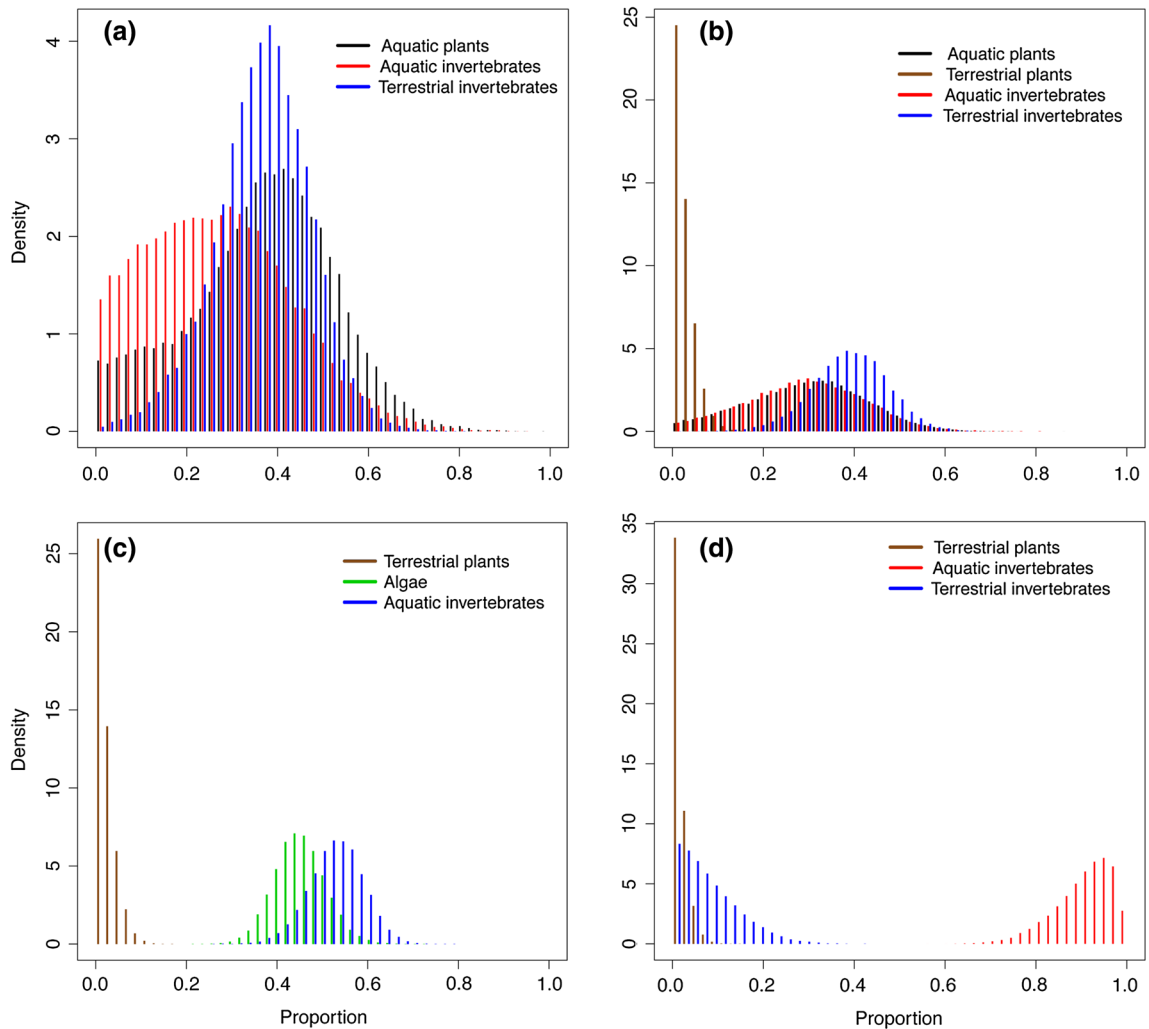 (a)
Aquatic plants
Aquatic invertebrates
Terrestrial invertebrates
Density
0
1
2
3
4
0.0 0.2 0.4 0.6 0.8 1.0
(b)
Aquatic plants
Terrestrial plants
Aquatic invertebrates
Terrestrial invertebrates
0
5
10
15
20
25
0.0 0.2 0.4 0.6 0.8 1.0
(c)
Terrestrial plants
Algae
Aquatic invertebrates
Density
0
5
10
15
20
25
0.0 0.2 0.4 0.6 0.8 1.0
Proportion
(d)
Terrestrial plants
Aquatic invertebrates
Terrestrial invertebrates
0
5
10
15
20
25
30
35
0.0 0.2 0.4 0.6 0.8 1.0
Proportion